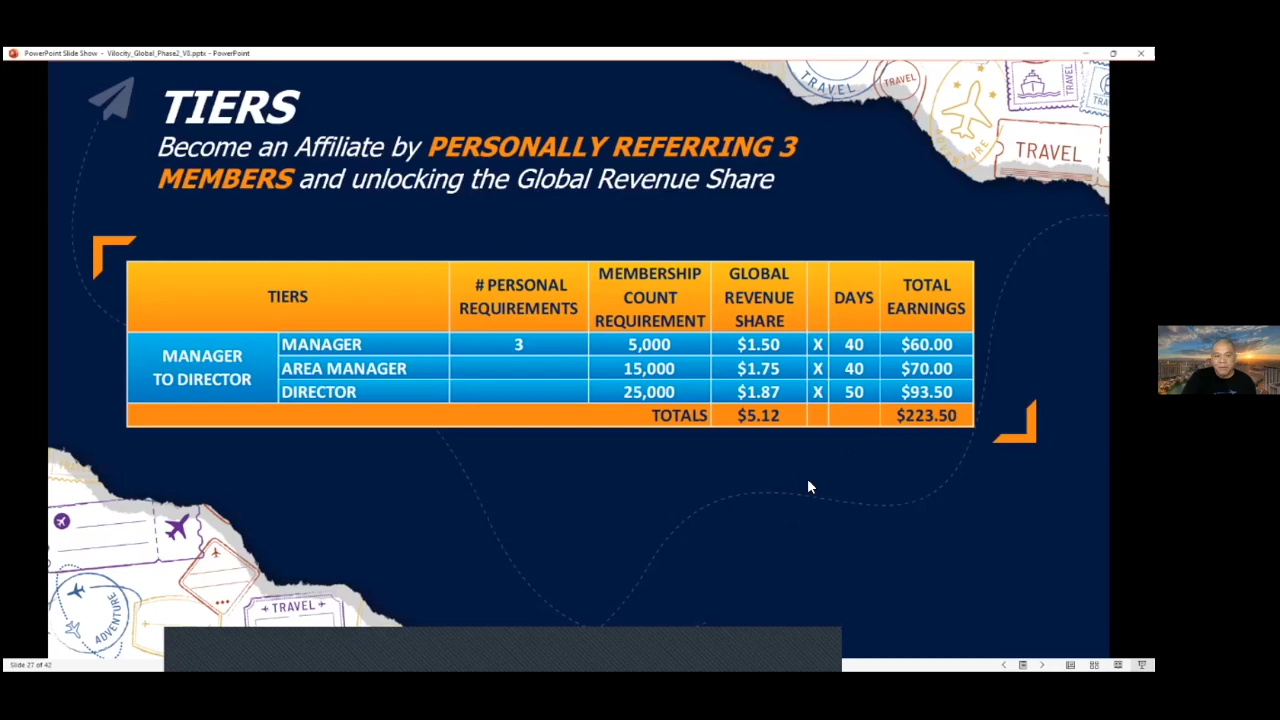 PowerPoint Slide Show - Vilocity_Global_Phase2_V8.pptx - PowerPoint
TIERS
Become an Affiliate by PERSONALLY REFERRING 3
MEMBERS and unlocking the Global Revenue Share
TRAVEL
TRAVEL
TRAVEL
ADVENTURE
TRAVEL
TIERS
# PERSONAL
REQUIREMENTS
MEMBERSHIP
COUNT
REQUIREMENT
GLOBAL
REVENUE
SHARE
DAYS
TOTAL
EARNINGS
MANAGER
TO DIRECTOR
MANAGER 3 5,000 $1.50 X 40 $60.00
AREA MANAGER 15,000 $1.75 X 40 $70.00
DIRECTOR 25,000 $1.87 X 50 $93.50
TOTALS $5.12 $223.50
ADVENTURE
TRAVEL
Slide 27 of 42